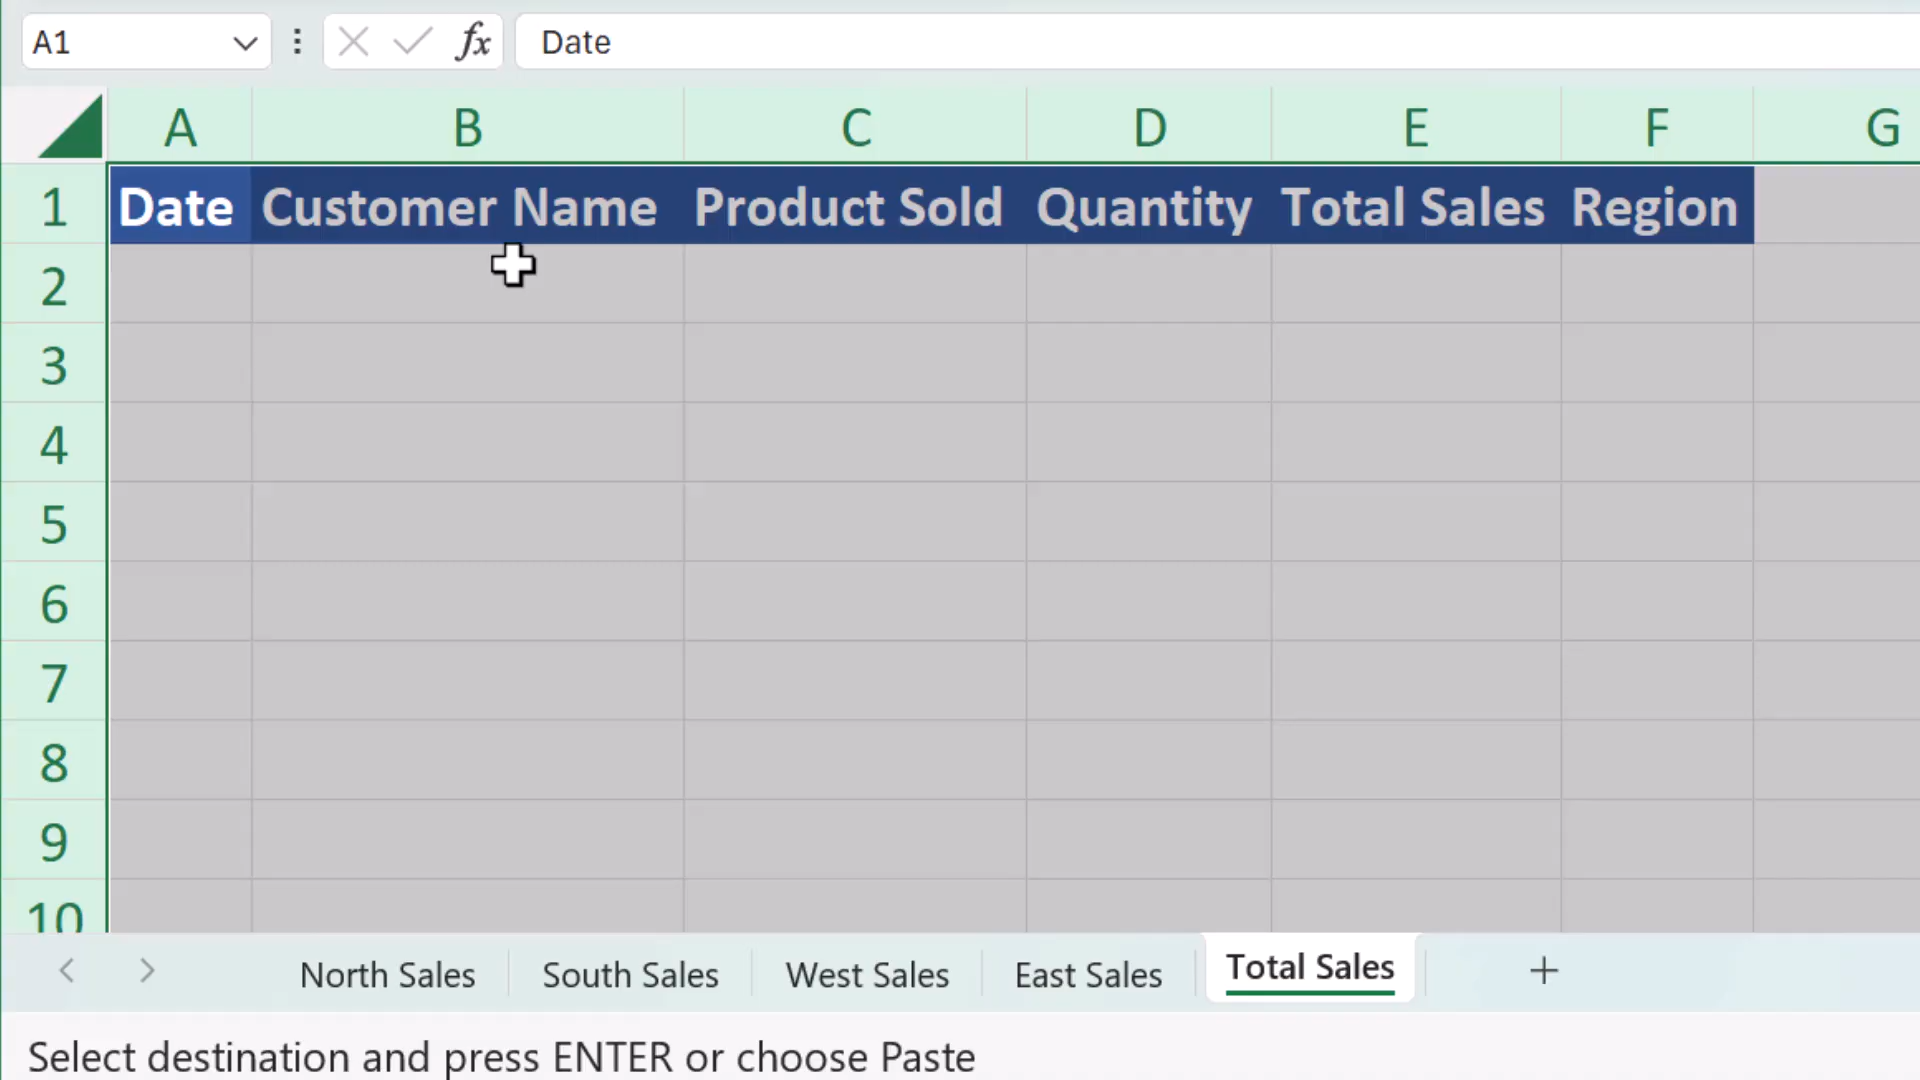 A1 fx Date
A B C D E F G
1 Date Customer Name Product Sold Quantity Total Sales Region
2
3
4
5
6
7
8
9
10
North Sales South Sales West Sales East Sales Total Sales +
Select destination and press ENTER or choose Paste